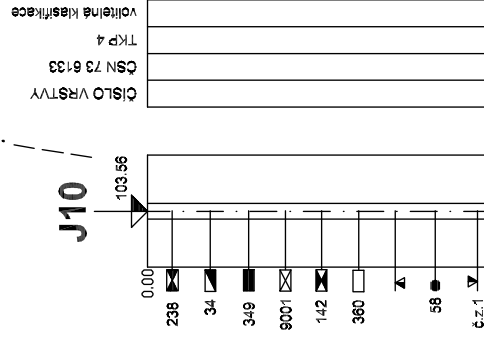 volitelná klasifikace
TKP 4
ČSN 73 6133
ČÍSLO VRSTVY
J10
103.56
0.00
238
34
349
9001
142
360
58
č.z.1